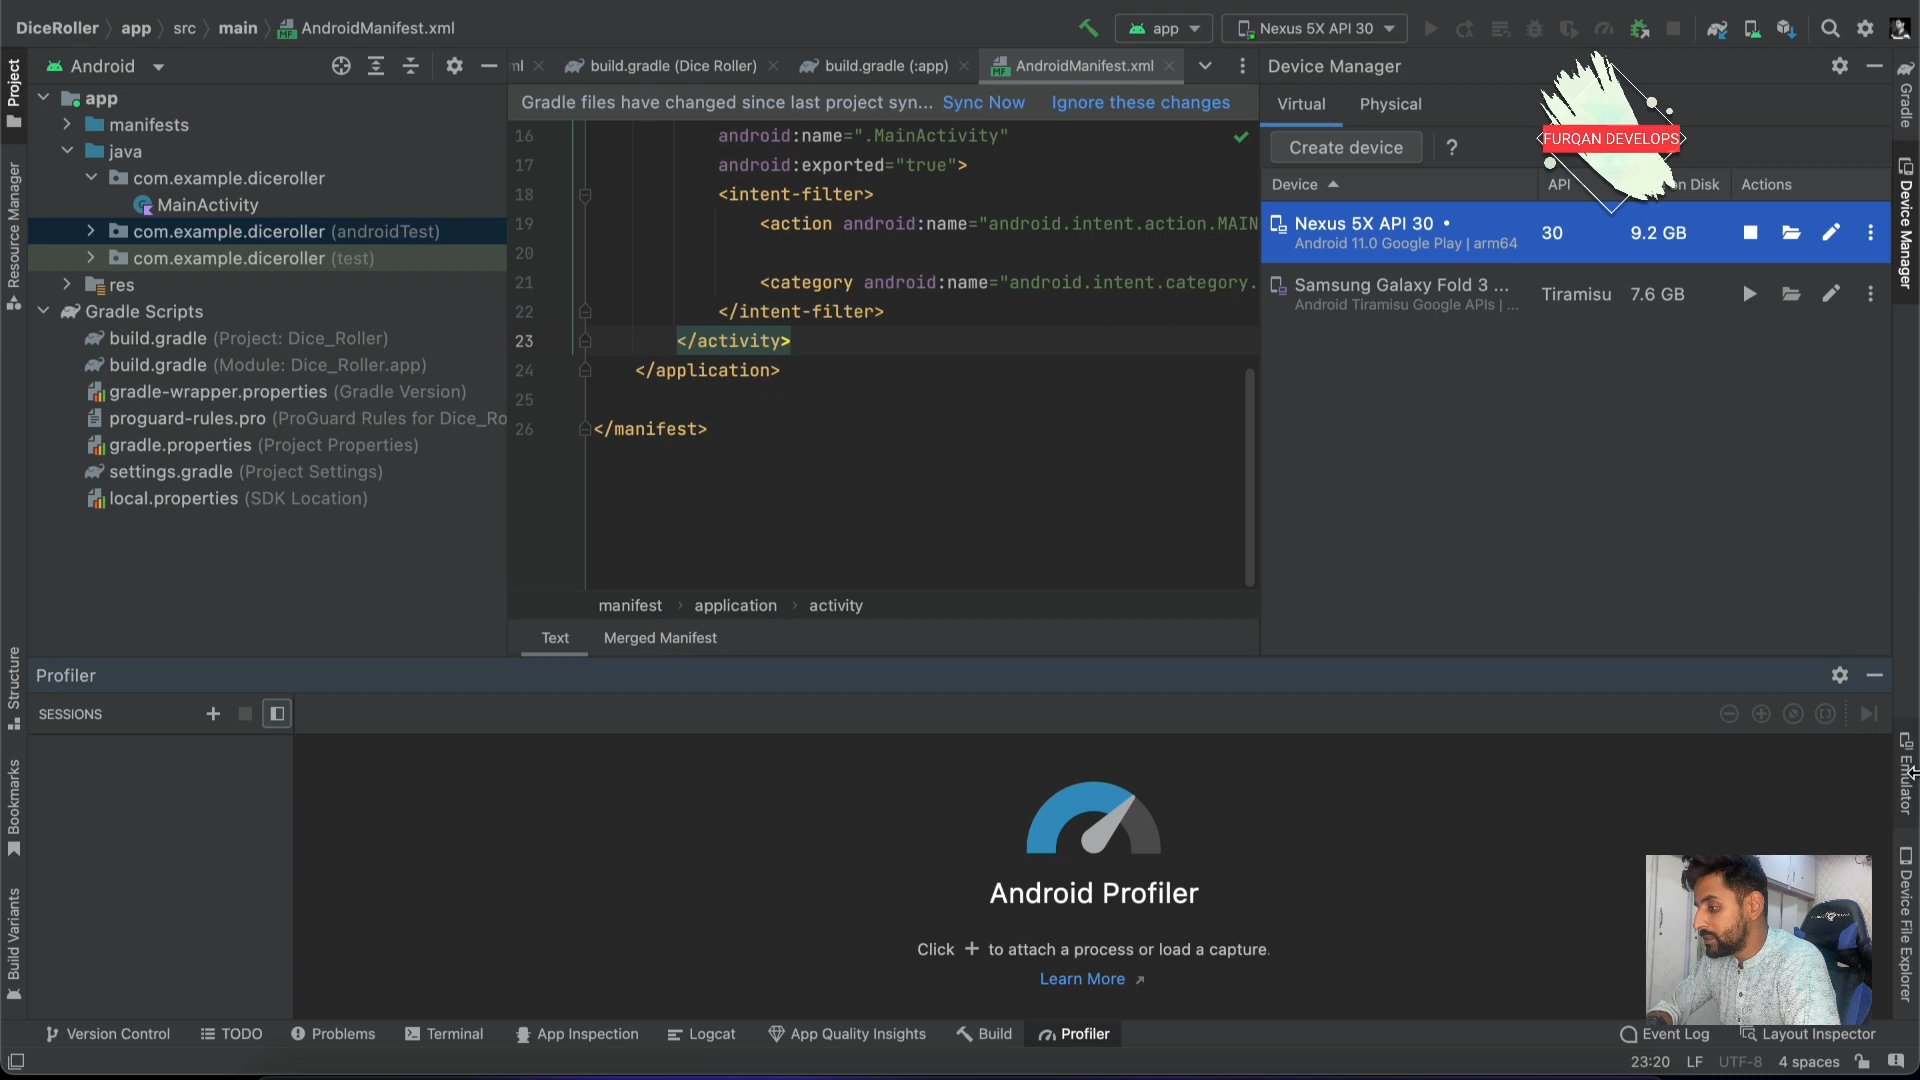 DiceRoller app src main AndroidManifest.xml
app Nexus 5X API 30
Project
Android
ml build.gradle (Dice Roller) build.gradle (:app) AndroidManifest.xml
Device Manager
Gradle files have changed since last project syn... Sync Now Ignore these changes
Virtual Physical
Create device ?
Device API n Disk Actions
Nexus 5X API 30 • 30 9.2 GB
Android 11.0 Google Play | arm64
Samsung Galaxy Fold 3 ... Tiramisu 7.6 GB
Android Tiramisu Google APIs | ...
FURQAN DEVELOPS
app
manifests
java
com.example.diceroller
MainActivity
com.example.diceroller (androidTest)
com.example.diceroller (test)
res
Gradle Scripts
build.gradle (Project: Dice_Roller)
build.gradle (Module: Dice_Roller.app)
gradle-wrapper.properties (Gradle Version)
proguard-rules.pro (ProGuard Rules for Dice_Ro
gradle.properties (Project Properties)
settings.gradle (Project Settings)
local.properties (SDK Location)
16 android:name=".MainActivity"
17 android:exported="true">
18 <intent-filter>
19 <action android:name="android.intent.action.MAIN
20
21 <category android:name="android.intent.category.
22 </intent-filter>
23 </activity>
24 </application>
25
26 </manifest>
manifest application activity
Text Merged Manifest
Resource Manager
Structure
Bookmarks
Build Variants
Gradle
Device Manager
Emulator
Device File Explorer
Profiler
SESSIONS
Android Profiler
Click + to attach a process or load a capture.
Learn More
Version Control TODO Problems Terminal App Inspection Logcat App Quality Insights Build Profiler Event Log Layout Inspector
23:20 LF UTF-8 4 spaces